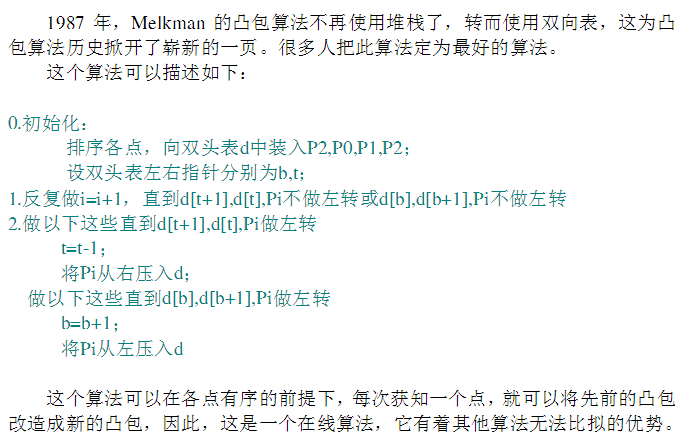 1987 年，Melkman 的凸包算法不再使用堆栈了，转而使用双向表，这为凸
包算法历史掀开了崭新的一页。很多人把此算法定为最好的算法。
这个算法可以描述如下：
0.初始化：
排序各点，向双头表d中装入P2,P0,P1,P2；
设双头表左右指针分别为b,t；
1.反复做i=i+1，直到d[t+1],d[t],Pi不做左转或d[b],d[b+1],Pi不做左转
2.做以下这些直到d[t+1],d[t],Pi做左转
t=t-1；
将Pi从右压入d；
做以下这些直到d[b],d[b+1],Pi做左转
b=b+1；
将Pi从左压入d
这个算法可以在各点有序的前提下，每次获知一个点，就可以将先前的凸包
改造成新的凸包，因此，这是一个在线算法，它有着其他算法无法比拟的优势。